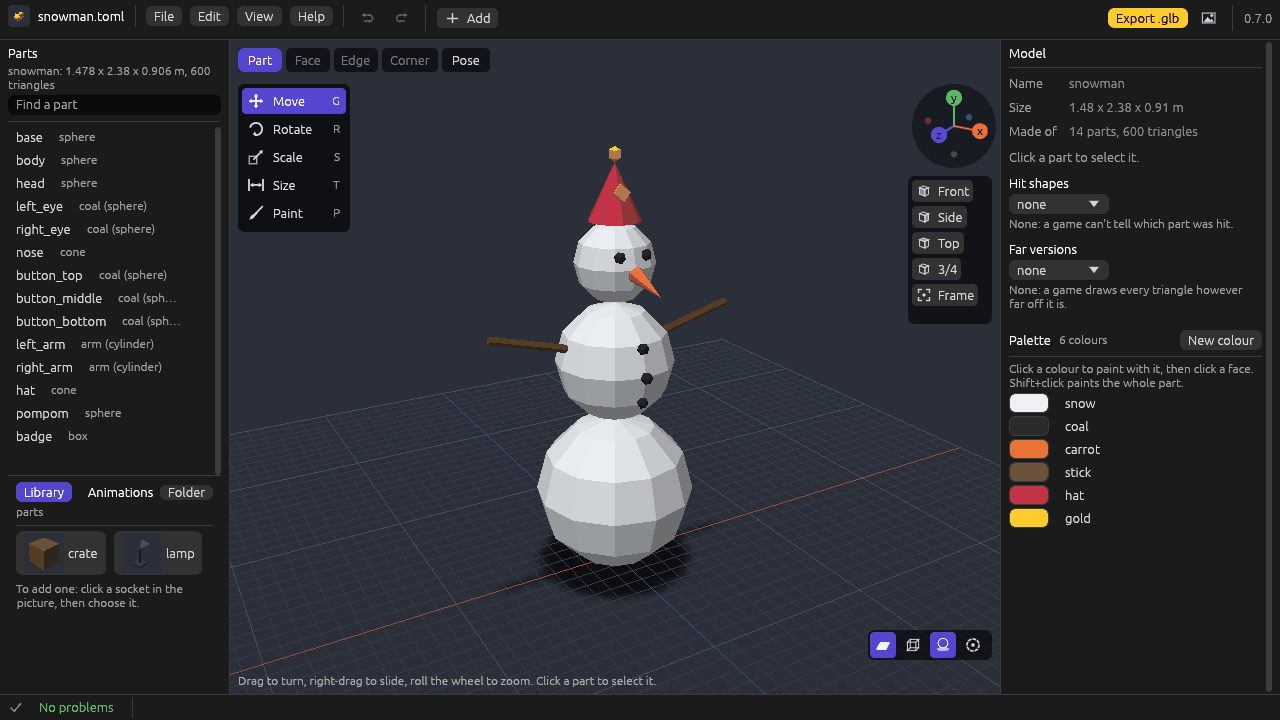 snowman.toml
File
Edit
View
Help
Add
Export .glb
0.7.0
Parts
snowman: 1.478 x 2.38 x 0.906 m, 600
triangles
Find a part
base sphere
body sphere
head sphere
left_eye coal (sphere)
right_eye coal (sphere)
nose cone
button_top coal (sphere)
button_middle coal (sph…
button_bottom coal (sph…
left_arm arm (cylinder)
right_arm arm (cylinder)
hat cone
pompom sphere
badge box
Library Animations Folder
parts
crate
lamp
To add one: click a socket in the
picture, then choose it.
Part Face Edge Corner Pose
Move G
Rotate R
Scale S
Size T
Paint P
y
x
z
Front
Side
Top
3/4
Frame
Drag to turn, right-drag to slide, roll the wheel to zoom. Click a part to select it.
Model
Name snowman
Size 1.48 x 2.38 x 0.91 m
Made of 14 parts, 600 triangles
Click a part to select it.
Hit shapes
none
None: a game can't tell which part was hit.
Far versions
none
None: a game draws every triangle however
far off it is.
Palette 6 colours New colour
Click a colour to paint with it, then click a face.
Shift+click paints the whole part.
snow
coal
carrot
stick
hat
gold
No problems